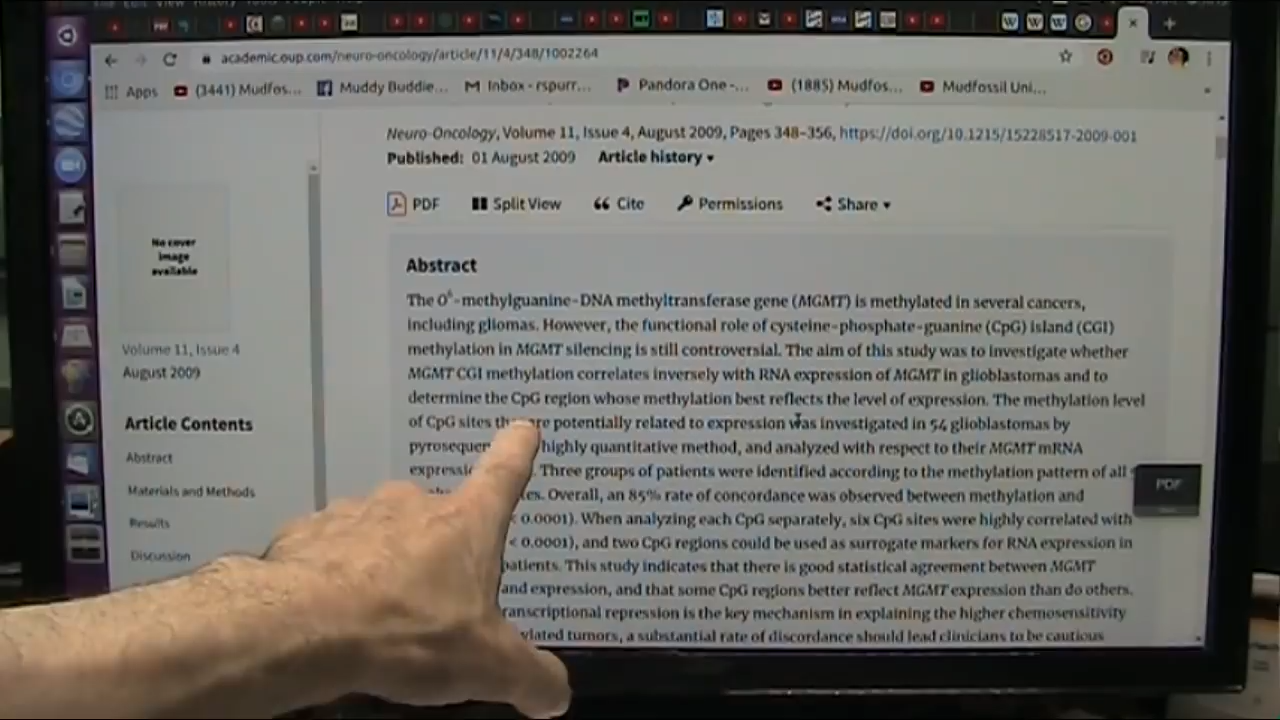 academic.oup.com/neuro-oncology/article/11/4/348/1002264
Apps (3441) Mudfos... Muddy Buddie... Inbox - rspurr... Pandora One -... (1885) Mudfos... Mudfossil Uni...
Neuro-Oncology, Volume 11, Issue 4, August 2009, Pages 348–356, https://doi.org/10.1215/15228517-2009-001
Published: 01 August 2009 Article history
PDF Split View Cite Permissions Share
No cover
image
available
Volume 11, Issue 4
August 2009
Article Contents
Abstract
Materials and Methods
Results
Discussion
Abstract
The O⁶-methylguanine-DNA methyltransferase gene (MGMT) is methylated in several cancers,
including gliomas. However, the functional role of cysteine-phosphate-guanine (CpG) island (CGI)
methylation in MGMT silencing is still controversial. The aim of this study was to investigate whether
MGMT CGI methylation correlates inversely with RNA expression of MGMT in glioblastomas and to
determine the CpG region whose methylation best reflects the level of expression. The methylation level
of CpG sites potentially related to expression was investigated in 54 glioblastomas by
highly quantitative method, and analyzed with respect to their MGMT mRNA
Three groups of patients were identified according to the methylation pattern of all
Overall, an 85% rate of concordance was observed between methylation and
< 0.0001). When analyzing each CpG separately, six CpG sites were highly correlated with
< 0.0001), and two CpG regions could be used as surrogate markers for RNA expression in
patients. This study indicates that there is good statistical agreement between MGMT
and expression, and that some CpG regions better reflect MGMT expression than do others.
transcriptional repression is the key mechanism in explaining the higher chemosensitivity
tumors, a substantial rate of discordance should lead clinicians to be cautious
PDF